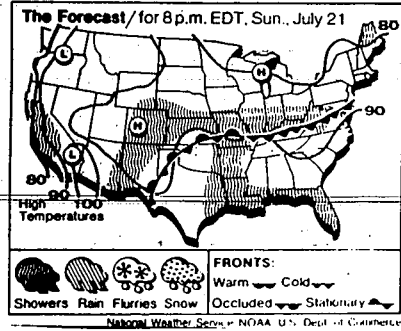 The Forecast/for 8 p.m. EDT, Sun., July 21
80
L
H
H
90
L
80
90
100
High
Temperatures
FRONTS:
Warm Cold
Showers Rain Flurries Snow
Occluded Stationary
National Weather Service NOAA U.S. Dept. of Commerce